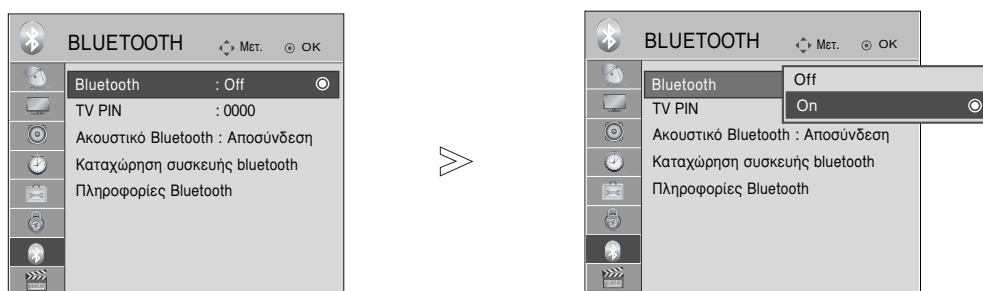 BLUETOOTH Μετ. OK
Bluetooth : Off
TV PIN : 0000
Ακουστικό Bluetooth : Αποσύνδεση
Καταχώρηση συσκευής bluetooth
Πληροφορίες Bluetooth
BLUETOOTH Μετ. OK
Bluetooth
Off
On
TV PIN
Ακουστικό Bluetooth : Αποσύνδεση
Καταχώρηση συσκευής bluetooth
Πληροφορίες Bluetooth